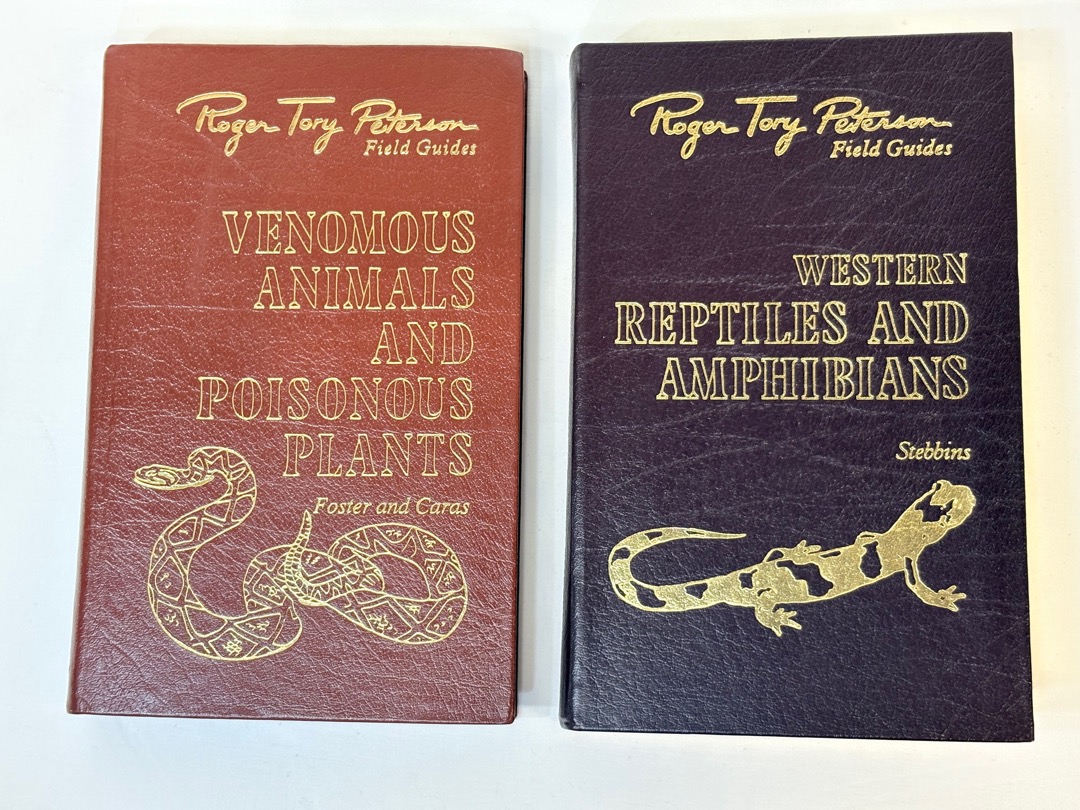 Roger Tory Peterson
Field Guides
VENOMOUS
ANIMALS
AND
POISONOUS
PLANTS
Foster and Caras
Roger Tory Peterson
Field Guides
WESTERN
REPTILES AND
AMPHIBIANS
Stebbins